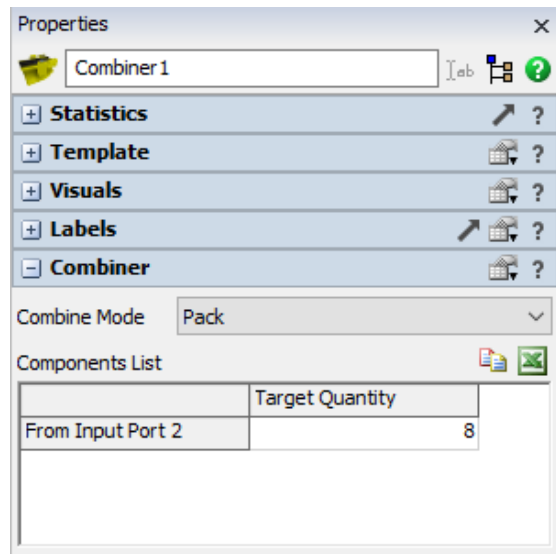 Properties
Combiner1
Statistics
?
Template
?
Visuals
?
Labels
?
Combiner
?
Combine Mode Pack
Components List
Target Quantity
From Input Port 2 8